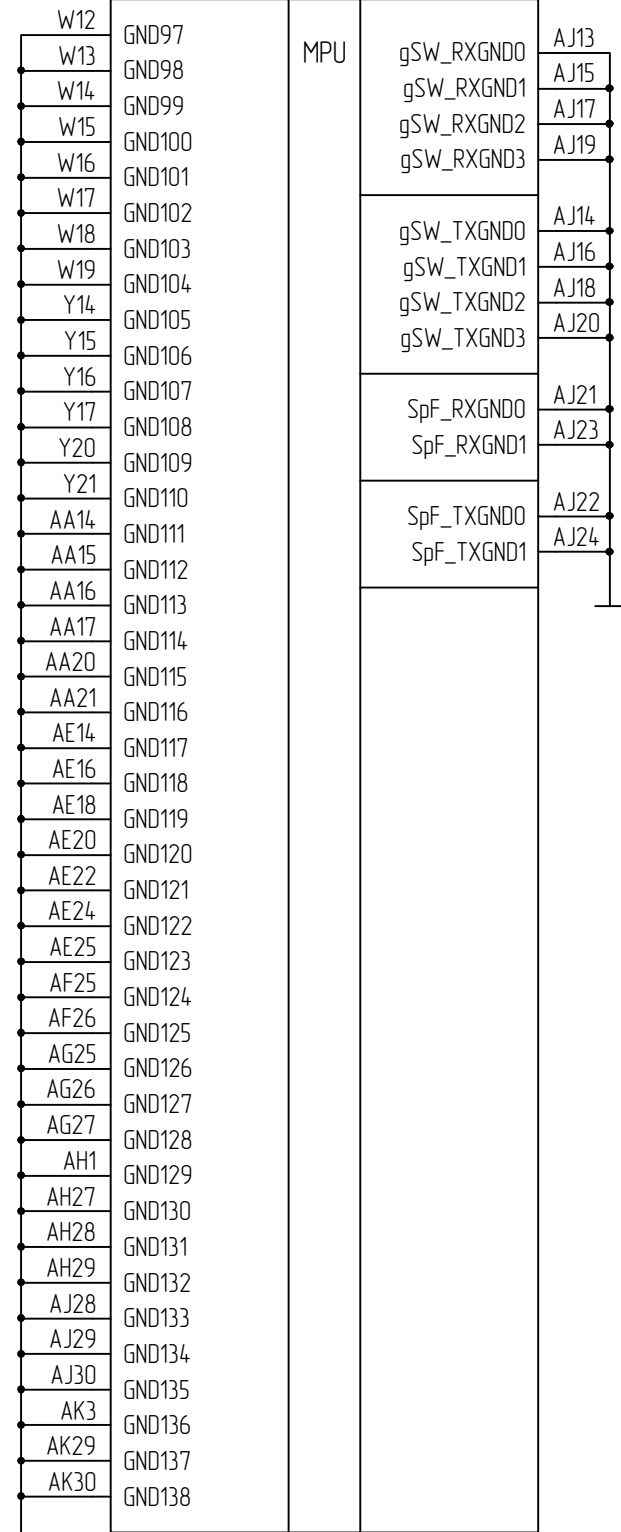 W12 GND97
W13 GND98
W14 GND99
W15 GND100
W16 GND101
W17 GND102
W18 GND103
W19 GND104
Y14 GND105
Y15 GND106
Y16 GND107
Y17 GND108
Y20 GND109
Y21 GND110
AA14 GND111
AA15 GND112
AA16 GND113
AA17 GND114
AA20 GND115
AA21 GND116
AE14 GND117
AE16 GND118
AE18 GND119
AE20 GND120
AE22 GND121
AE24 GND122
AE25 GND123
AF25 GND124
AF26 GND125
AG25 GND126
AG26 GND127
AG27 GND128
AH1 GND129
AH27 GND130
AH28 GND131
AH29 GND132
AJ28 GND133
AJ29 GND134
AJ30 GND135
AK3 GND136
AK29 GND137
AK30 GND138
MPU
gSW_RXGND0 AJ13
gSW_RXGND1 AJ15
gSW_RXGND2 AJ17
gSW_RXGND3 AJ19
gSW_TXGND0 AJ14
gSW_TXGND1 AJ16
gSW_TXGND2 AJ18
gSW_TXGND3 AJ20
SpF_RXGND0 AJ21
SpF_RXGND1 AJ23
SpF_TXGND0 AJ22
SpF_TXGND1 AJ24